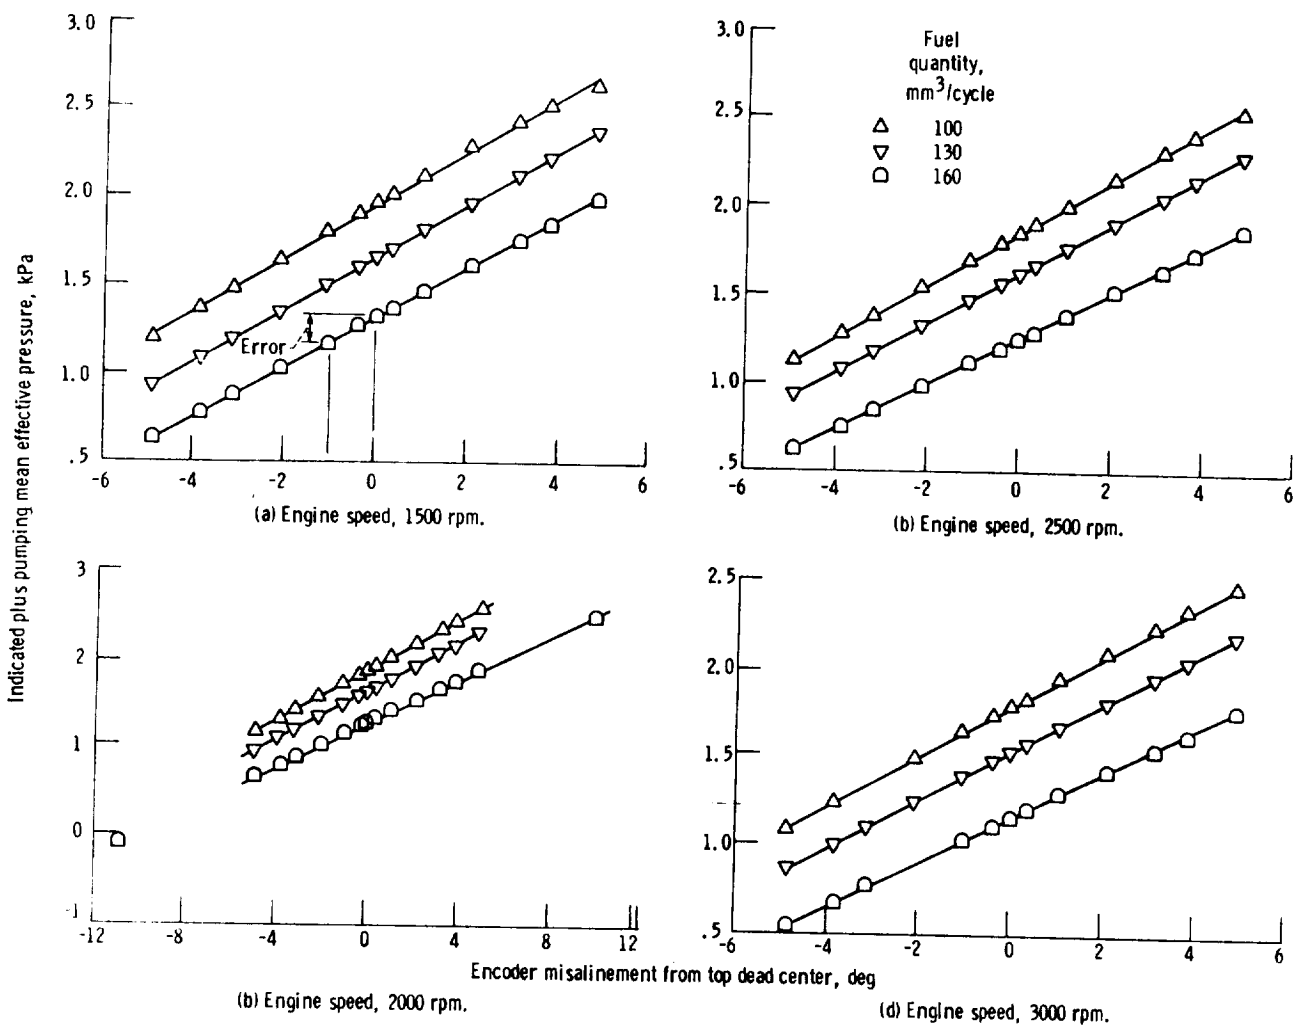 Indicated plus pumping mean effective pressure, kPa
3.0
2.5
2.0
1.5
1.0
.5
Error
-6 -4 -2 0 2 4 6
(a) Engine speed, 1500 rpm.
3.0
2.5
2.0
1.5
1.0
.5
Fuel
quantity,
mm3/cycle
100
130
160
-6 -4 -2 0 2 4 6
(b) Engine speed, 2500 rpm.
3
2
1
0
-1
-12 -8 -4 0 4 8 12
2.5
2.0
1.5
1.0
.5
-6 -4 -2 0 2 4 6
Encoder misalinement from top dead center, deg
(b) Engine speed, 2000 rpm.
(d) Engine speed, 3000 rpm.